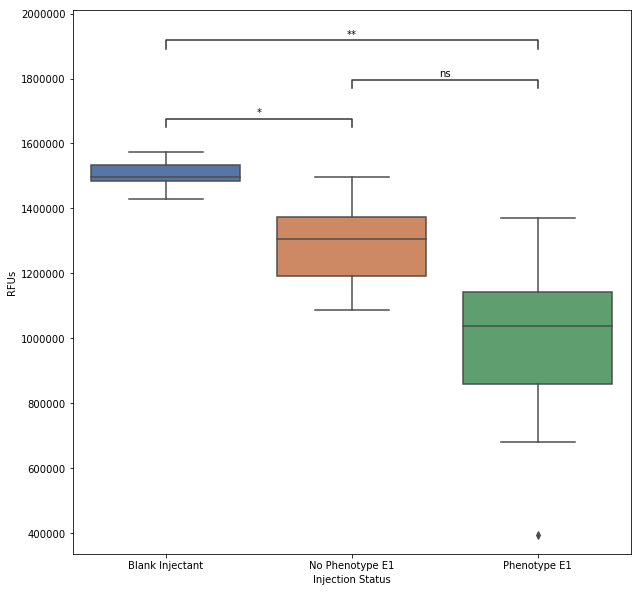 2000000
**
1800000
ns
*
1600000
1400000
1200000
RFUs
1000000
800000
600000
400000
Blank Injectant
No Phenotype E1
Phenotype E1
Injection Status